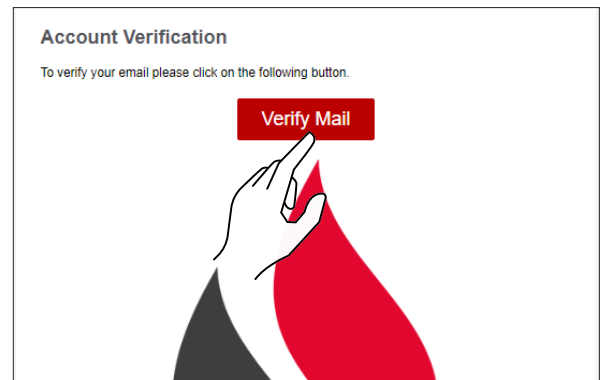 Account Verification
To verify your email please click on the following button.
Verify Mail